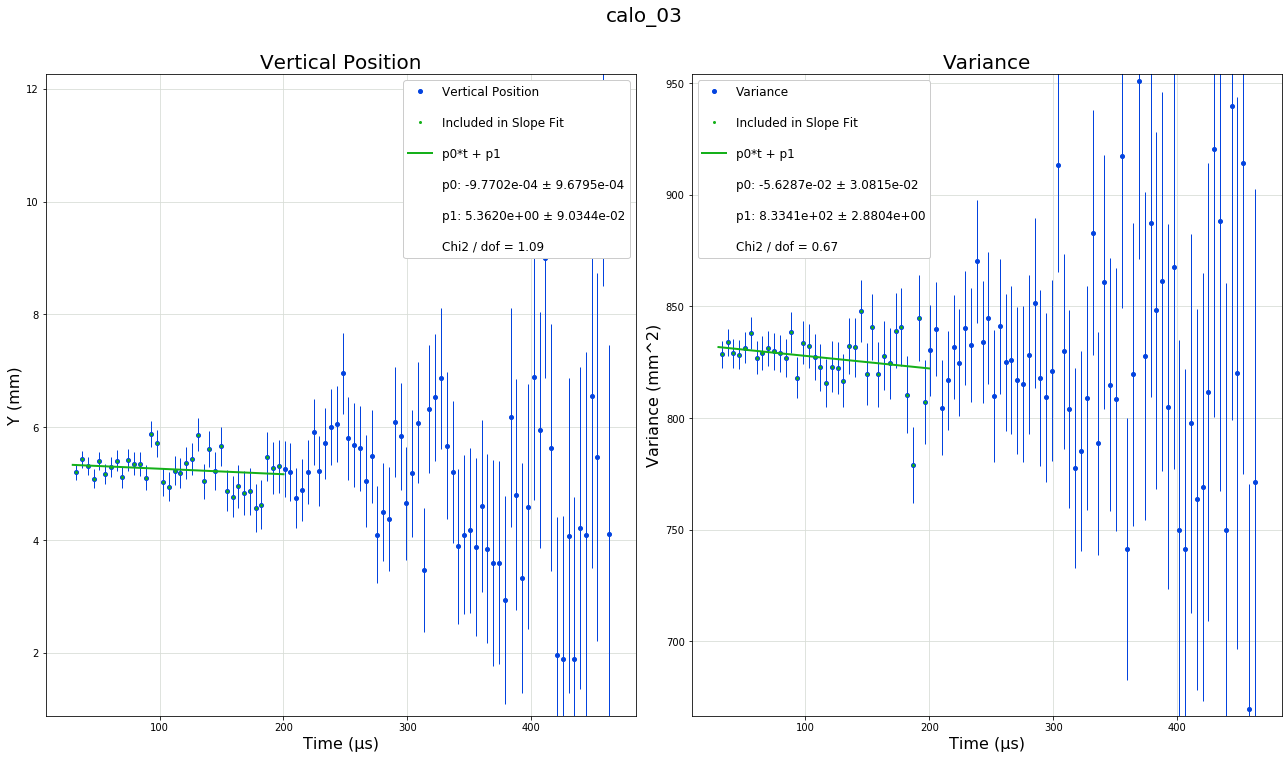 calo_03
Vertical Position
Vertical Position
Included in Slope Fit
p0*t + p1
p0: -9.7702e-04 ± 9.6795e-04
p1: 5.3620e+00 ± 9.0344e-02
Chi2 / dof = 1.09
12
10
8
6
4
2
Y (mm)
100
200
300
400
Time (μs)
Variance
Variance
Included in Slope Fit
p0*t + p1
p0: -5.6287e-02 ± 3.0815e-02
p1: 8.3341e+02 ± 2.8804e+00
Chi2 / dof = 0.67
950
900
850
800
750
700
Variance (mm^2)
100
200
300
400
Time (μs)